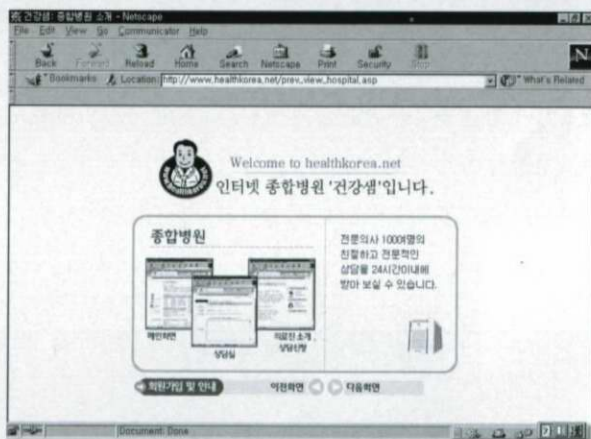 건강샘: 종합병원 소개 - Netscape
File Edit View Go Communicator Help
Back Forward Reload Home Search Netscape Print Security Stop
Bookmarks Location: http://www.healthkorea.net/prev_view_hospital.asp What's Related
Welcome to healthkorea.net
인터넷 종합병원 '건강샘'입니다.
종합병원
메인화면
상담실
의료진 소개
상담신청
전문의사 100여명의
친절하고 전문적인
상담을 24시간이내에
받아 보실 수 있습니다.
회원가입 및 안내 이전화면 다음화면
Document: Done